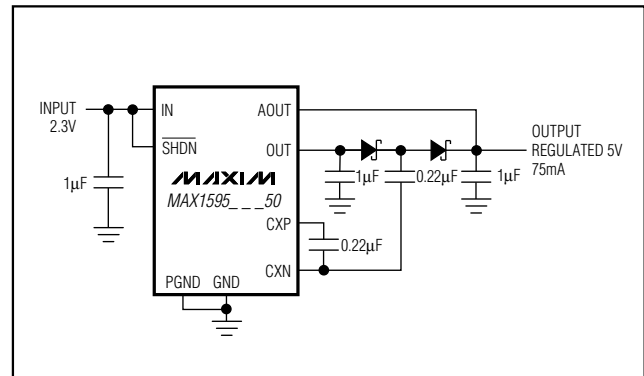 INPUT
2.3V
1µF
IN
SHDN
MAXIM
MAX1595_ _ _50
PGND
GND
AOUT
OUT
CXP
CXN
1µF
0.22µF
1µF
0.22µF
OUTPUT
REGULATED 5V
75mA